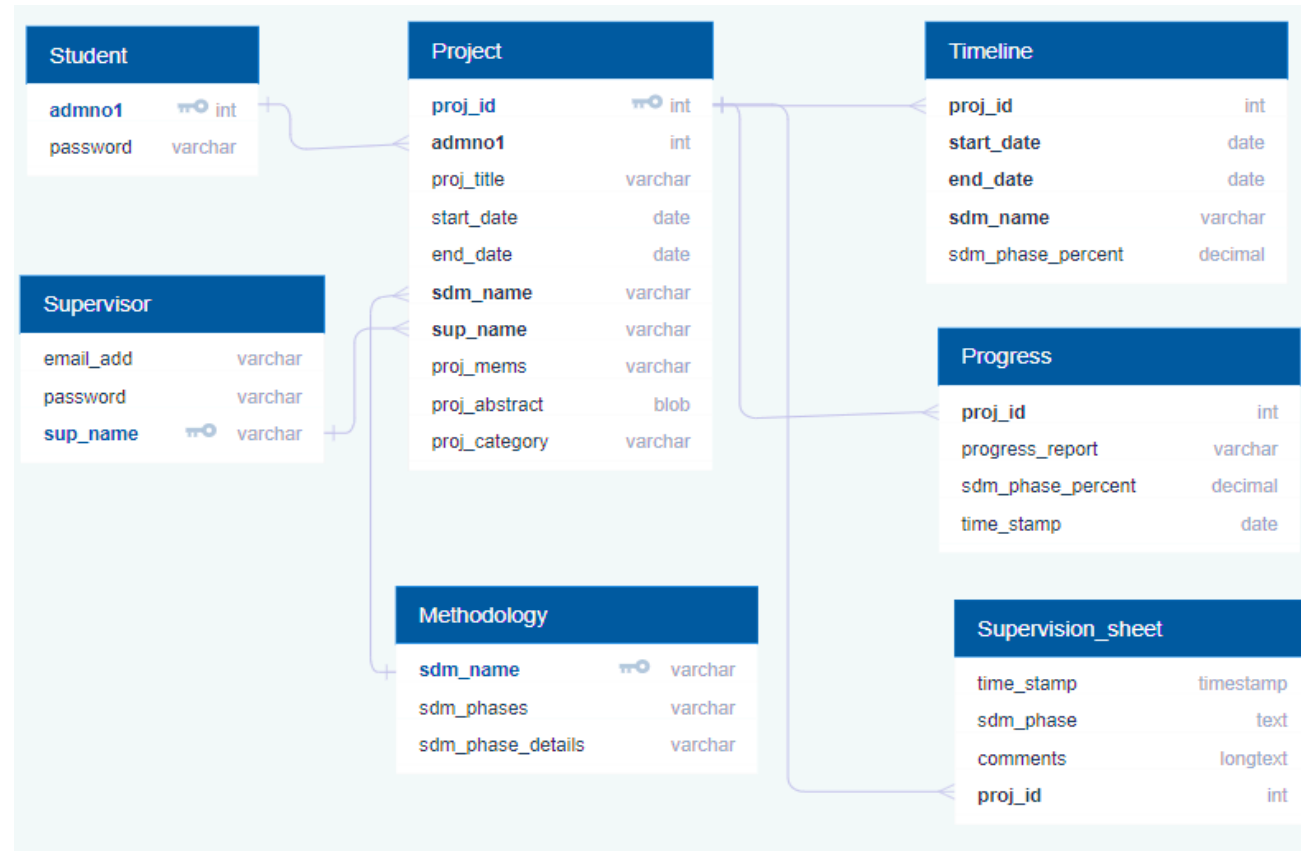 Student
admno1 int
password varchar
Project
proj_id int
admno1 int
proj_title varchar
start_date date
end_date date
sdm_name varchar
sup_name varchar
proj_mems varchar
proj_abstract blob
proj_category varchar
Timeline
proj_id int
start_date date
end_date date
sdm_name varchar
sdm_phase_percent decimal
Supervisor
email_add varchar
password varchar
sup_name varchar
Progress
proj_id int
progress_report varchar
sdm_phase_percent decimal
time_stamp date
Methodology
sdm_name varchar
sdm_phases varchar
sdm_phase_details varchar
Supervision_sheet
time_stamp timestamp
sdm_phase text
comments longtext
proj_id int